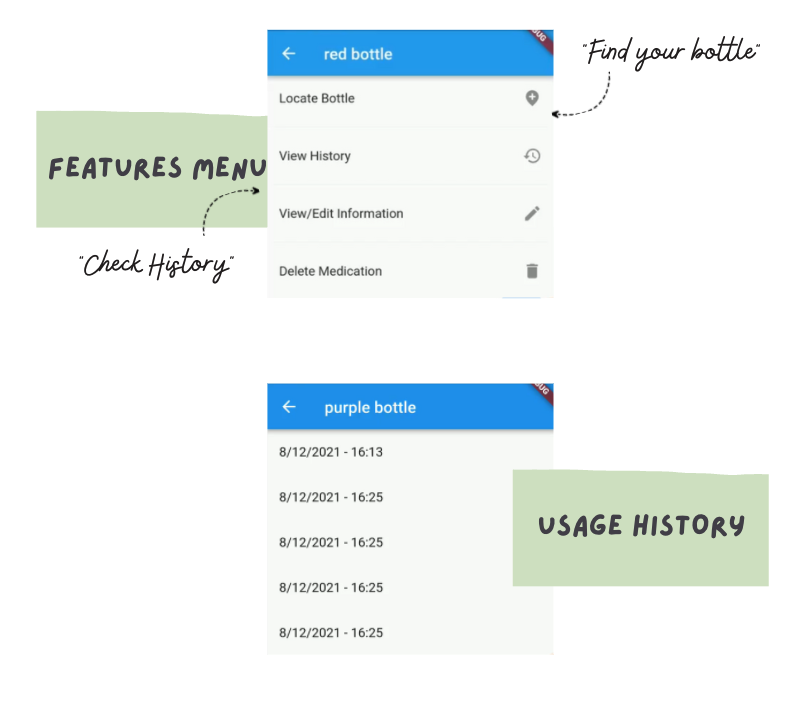 BUG
red bottle
"Find your bottle"
Locate Bottle
FEATURES MENU
View History
View/Edit Information
"Check History"
Delete Medication
BUG
purple bottle
8/12/2021 - 16:13
8/12/2021 - 16:25
USAGE HISTORY
8/12/2021 - 16:25
8/12/2021 - 16:25
8/12/2021 - 16:25